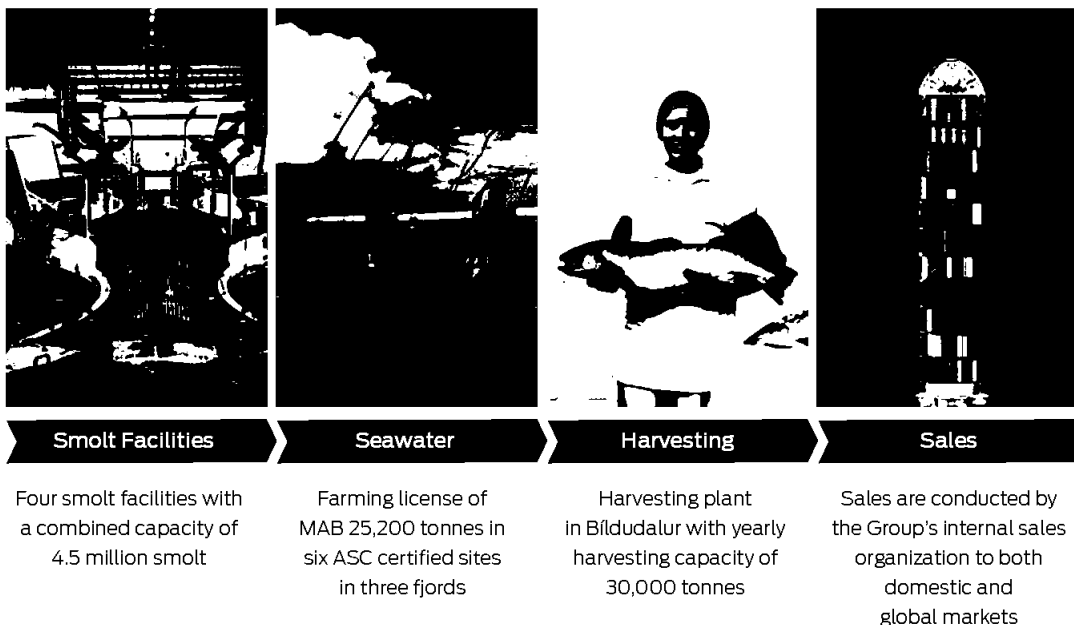 Smolt Facilities
Seawater
Harvesting
Sales
Four smolt facilities with
a combined capacity of
4.5 million smolt
Farming license of
MAB 25,200 tonnes in
six ASC certified sites
in three fjords
Harvesting plant
in Bíldudalur with yearly
harvesting capacity of
30,000 tonnes
Sales are conducted by
the Group's internal sales
organization to both
domestic and
global markets